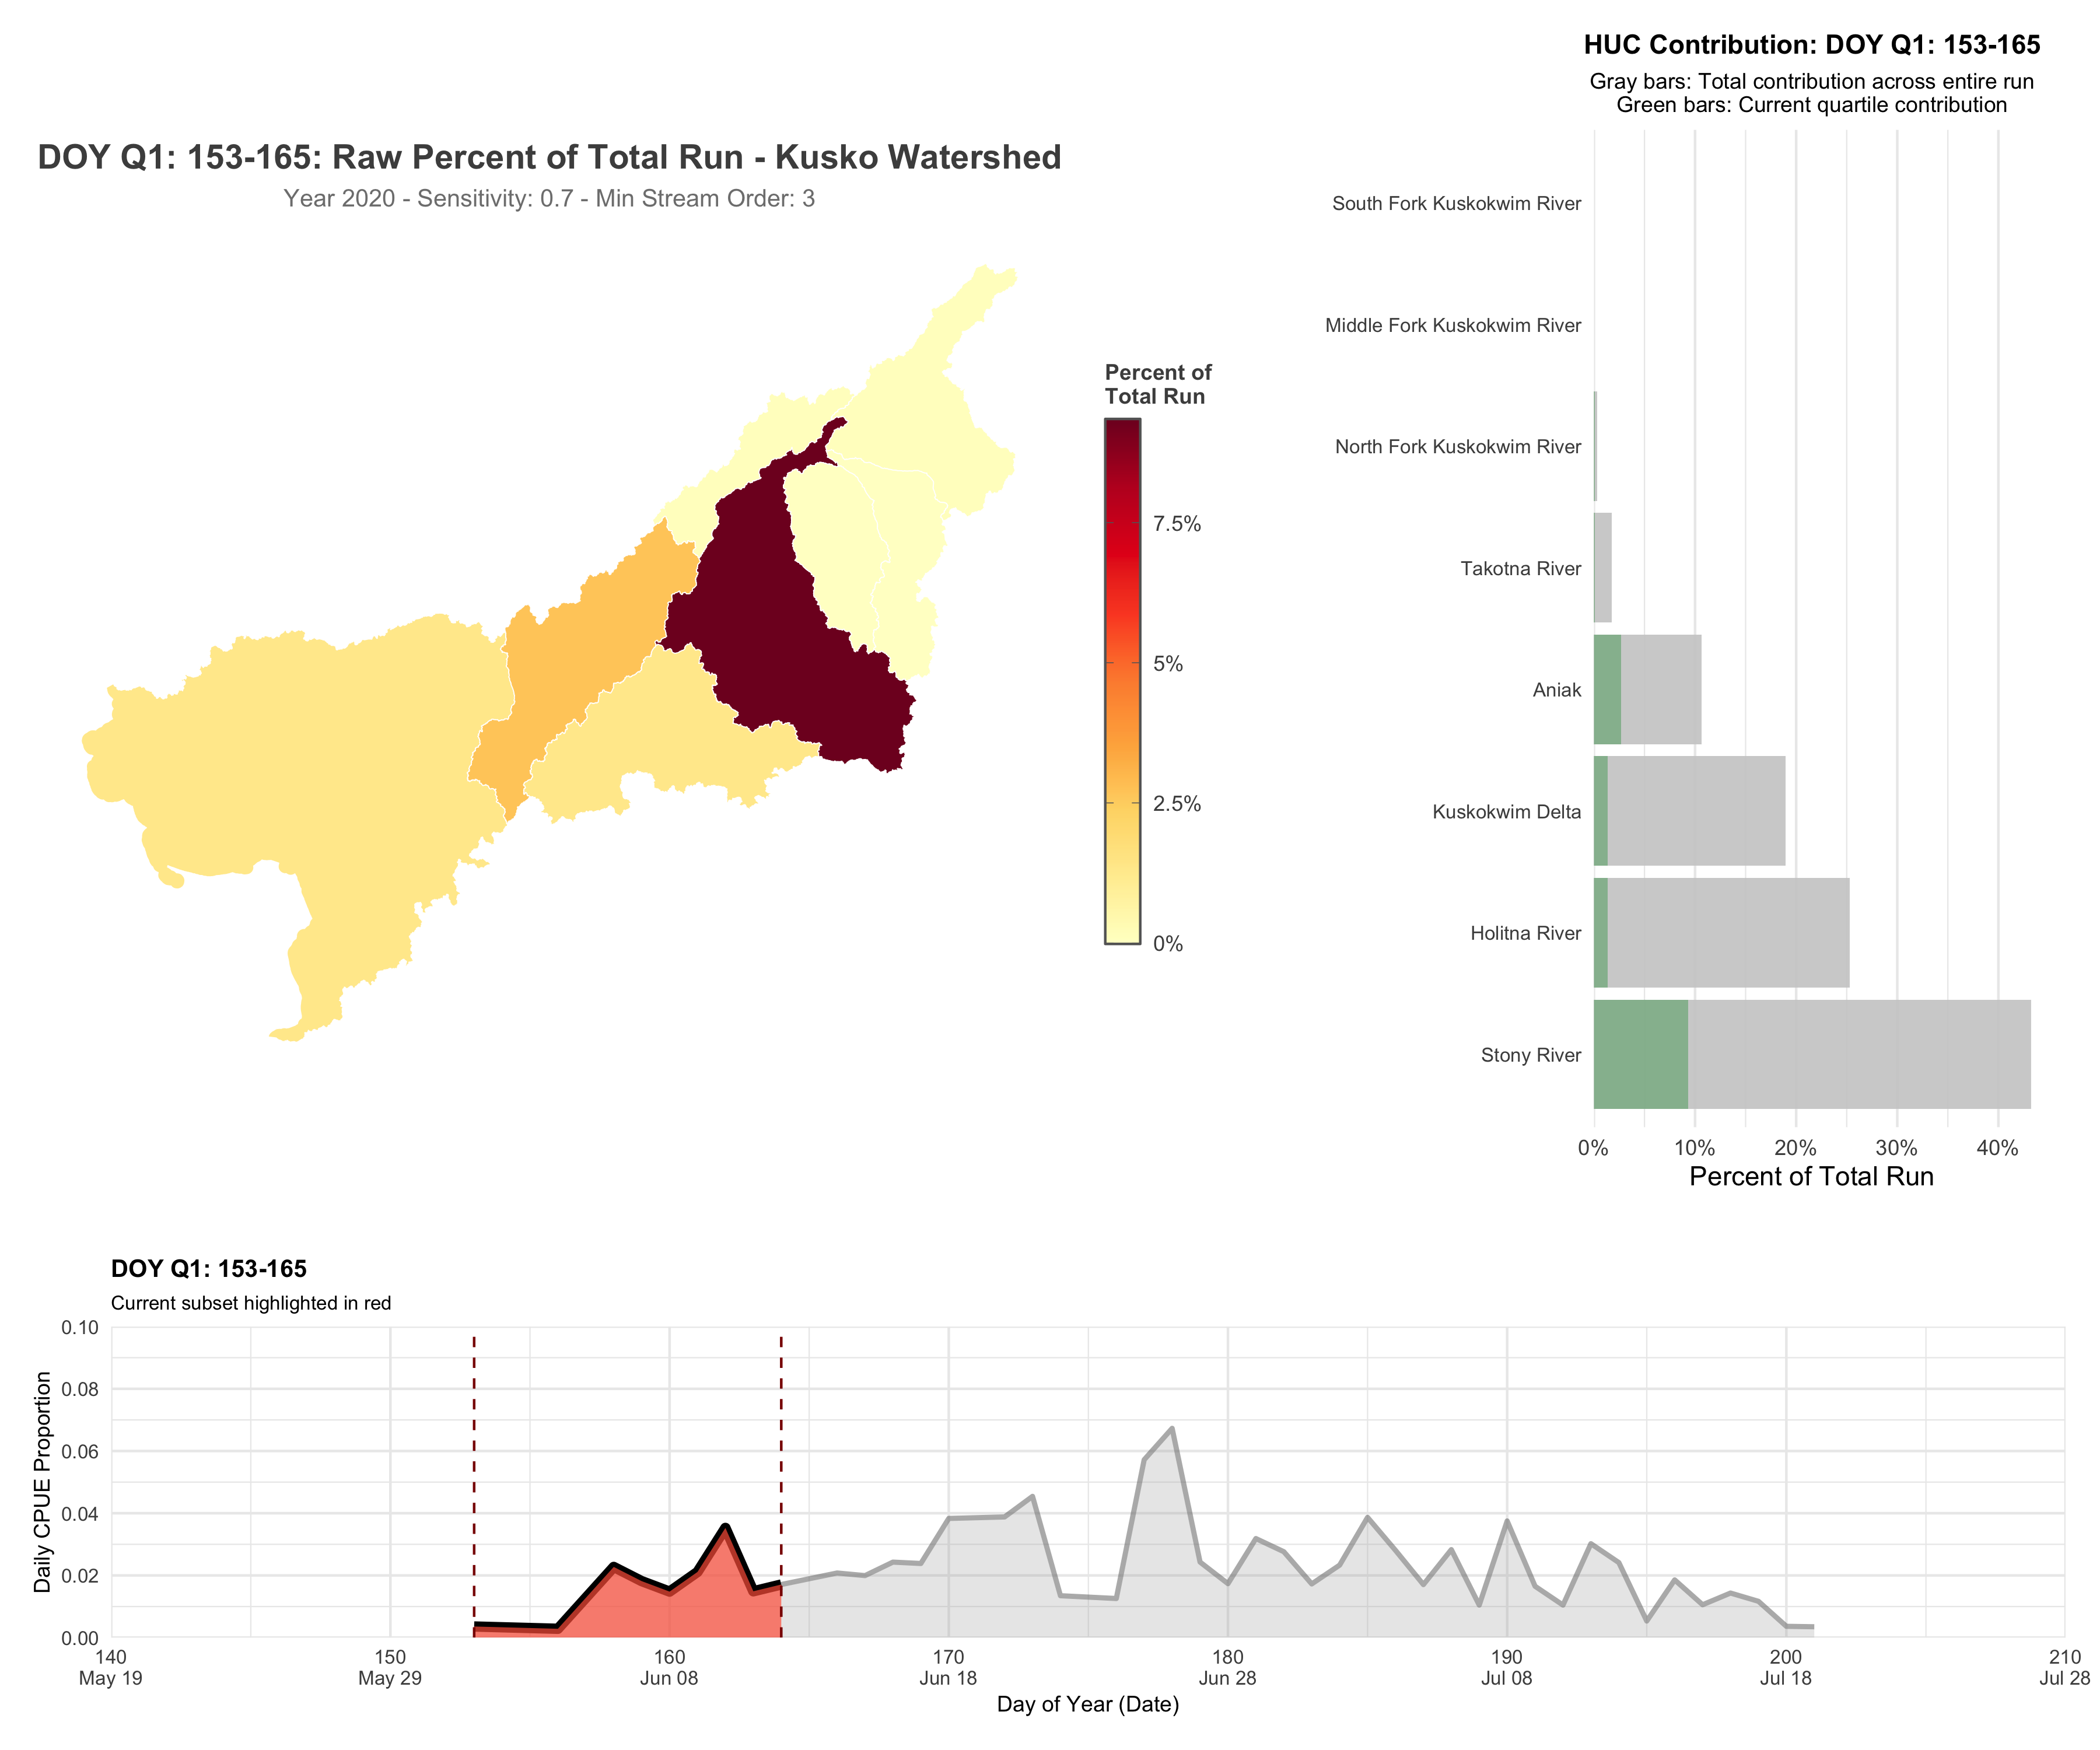 DOY Q1: 153-165: Raw Percent of Total Run - Kusko Watershed
Year 2020 - Sensitivity: 0.7 - Min Stream Order: 3
Percent of
Total Run
7.5%
5%
2.5%
0%
HUC Contribution: DOY Q1: 153-165
Gray bars: Total contribution across entire run
Green bars: Current quartile contribution
South Fork Kuskokwim River
Middle Fork Kuskokwim River
North Fork Kuskokwim River
Takotna River
Aniak
Kuskokwim Delta
Holitna River
Stony River
0% 10% 20% 30% 40%
Percent of Total Run
DOY Q1: 153-165
Current subset highlighted in red
Daily CPUE Proportion
0.10
0.08
0.06
0.04
0.02
0.00
140 150 160 170 180 190 200 210
May 19 May 29 Jun 08 Jun 18 Jun 28 Jul 08 Jul 18 Jul 28
Day of Year (Date)